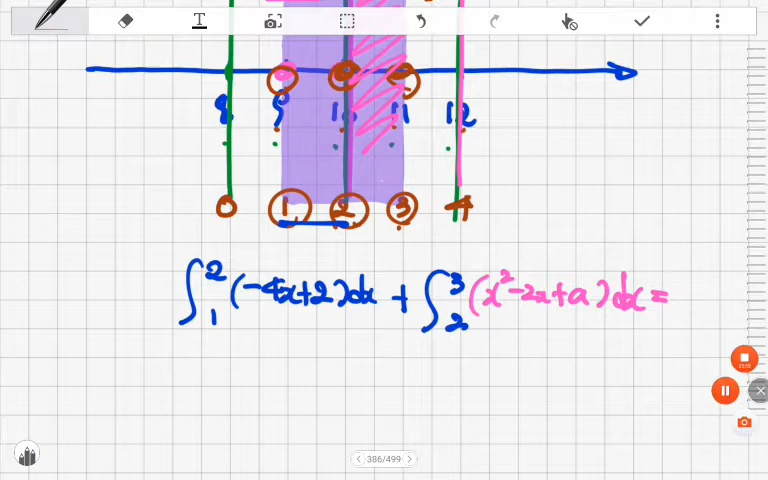 T
8 9 10 11 12
0 1 2 3 4
∫₁² (-4x+2)dx + ∫₂³ (x²-2x+a)dx =
386/499